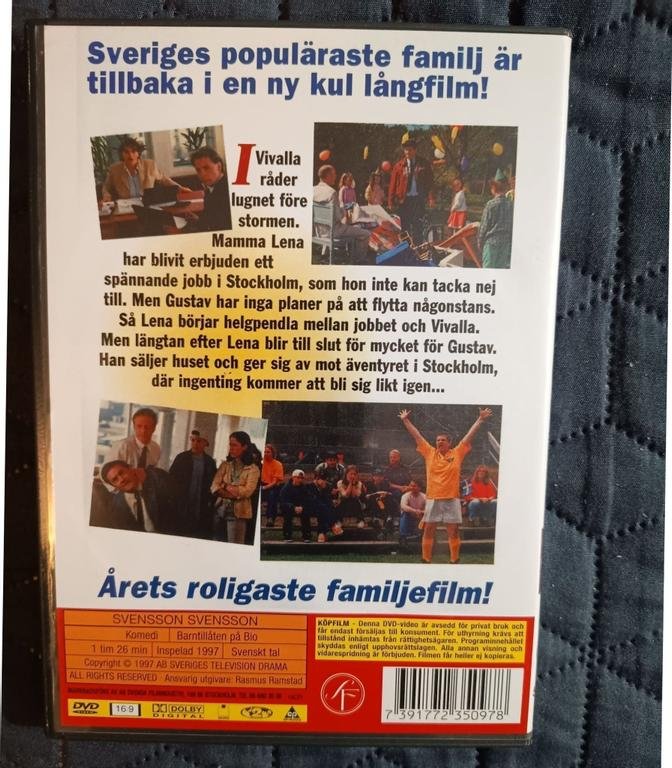 Sveriges populäraste familj är
tillbaka i en ny kul långfilm!
I Vivalla
råder
lugnet före
stormen.
Mamma Lena
har blivit erbjuden ett
spännande jobb i Stockholm, som hon inte kan tacka nej
till. Men Gustav har inga planer på att flytta någonstans.
Så Lena börjar helgpendla mellan jobbet och Vivalla.
Men längtan efter Lena blir till slut för mycket för Gustav.
Han säljer huset och ger sig av mot äventyret i Stockholm,
där ingenting kommer att bli sig likt igen...
Årets roligaste familjefilm!
SVENSSON SVENSSON
Komedi Barntillåten på Bio
1 tim 26 min Inspelad 1997 Svenskt tal
Copyright © 1997 AB SVERIGES TELEVISION DRAMA
ALL RIGHTS RESERVED · Ansvarig utgivare: Rasmus Ramstad
MARKNADSFÖRS AV AB SVENSK FILMINDUSTRI,
DVD
VIDEO
16:9
DOLBY
DIGITAL
KÖPFILM - Denna DVD-video är avsedd för privat bruk och
får endast försäljas till konsument. För uthyrning krävs att
tillstånd inhämtas från rättighetsägaren. Programinnehållet
skyddas enligt upphovsrättslagen. All annan visning och
vidarespridning är förbjuden. Filmen får heller ej kopieras.
SF
7 391772 350978